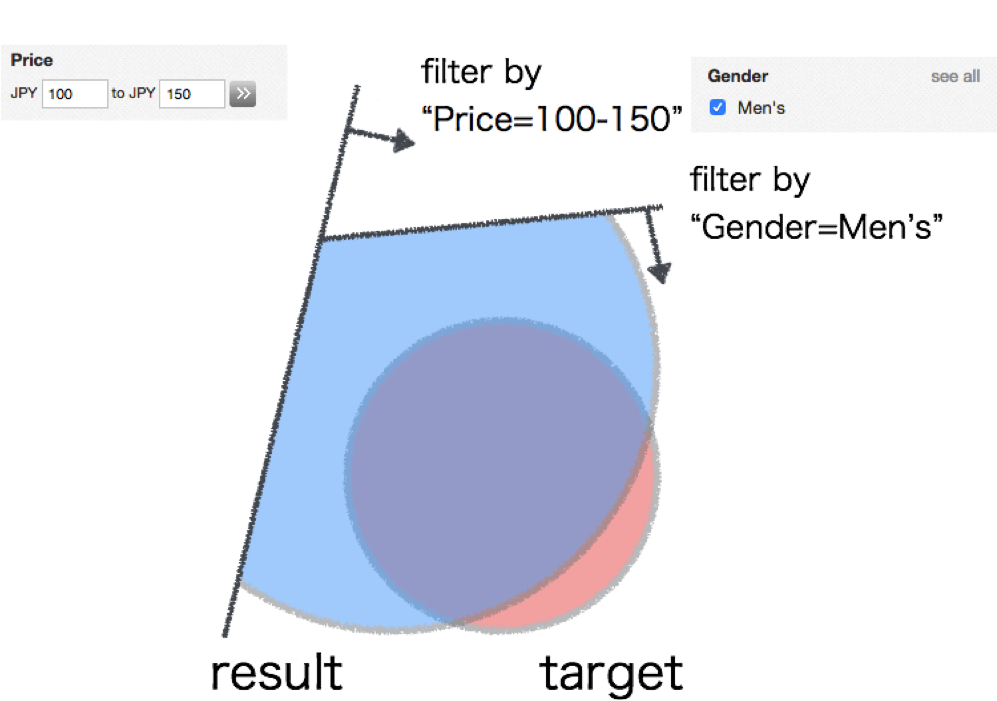 Price
JPY 100 to JPY 150 >>
filter by
“Price=100-150”
Gender see all
Men's
filter by
“Gender=Men’s”
result target